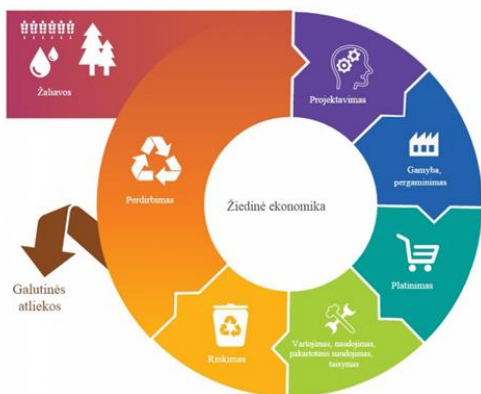 Žaliavos
Projektavimas
Gamyba,
pergaminimas
Perdirbimas
Žiedinė ekonomika
Platinimas
Galutinės
atliekos
Rinkimas
Vartojimas, naudojimas,
pakartotinis naudojimas,
taisymas